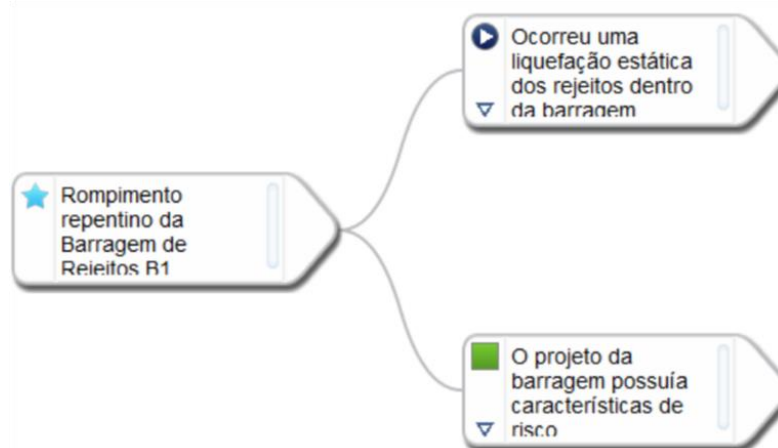 Ocorreu uma
liquefação estática
dos rejeitos dentro
da barragem
Rompimento
repentino da
Barragem de
Rejeitos B1
O projeto da
barragem possuía
características de
risco